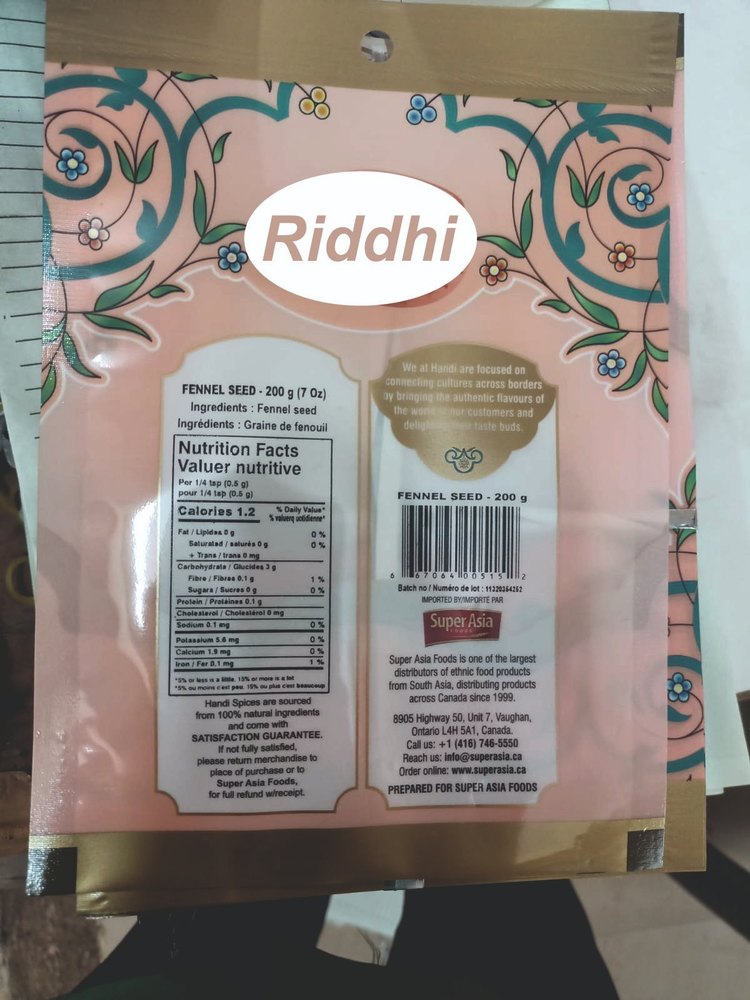 Riddhi
FENNEL SEED - 200 g (7 Oz)
Ingredients : Fennel seed
Ingrédients : Graine de fenouil
Nutrition Facts
Valuer nutritive
Per 1/4 tsp (0.5 g)
pour 1/4 tsp (0.5 g)
Calories 1.2
% Daily Value*
% valuerq uotidienne*
Fat / Lipides 0 g 0 %
Saturated / saturés 0 g 0 %
+ Trans / trans 0 mg
Carbohydrate / Glucides 3 g
Fibre / Fibres 0.1 g 1 %
Sugars / Sucres 0 g 0 %
Protein / Protéines 0.1 g
Cholesterol / Cholestérol 0 mg
Sodium 0.1 mg 0 %
Potassium 5.6 mg 0 %
Calcium 1.9 mg 0 %
Iron / Fer 0.1 mg 1 %
*5% or less is a little, 15% or more is a lot
*5% ou moins c'est peu, 15% ou plus c'est beaucoup
Handi Spices are sourced
from 100% natural ingredients
and come with
SATISFACTION GUARANTEE.
If not fully satisfied,
please return merchandise to
place of purchase or to
Super Asia Foods,
for full refund w/receipt.
We at Handi are focused on
connecting cultures across borders
by bringing the authentic flavours of
the world our customers and
their taste buds.
FENNEL SEED - 200 g
6 67064 00515 2
Batch no / Numéro de lot : 11220364252
IMPORTED BY/IMPORTÉ PAR
Super Asia
FOODS
Super Asia Foods is one of the largest
distributors of ethnic food products
from South Asia, distributing products
across Canada since 1999.
8905 Highway 50, Unit 7, Vaughan,
Ontario L4H 5A1, Canada.
Call us: +1 (416) 746-5550
Reach us: info@superasia.ca
Order online: www.superasia.ca
PREPARED FOR SUPER ASIA FOODS